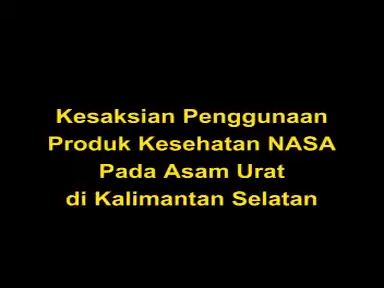 Kesaksian Penggunaan
Produk Kesehatan NASA
Pada Asam Urat
di Kalimantan Selatan